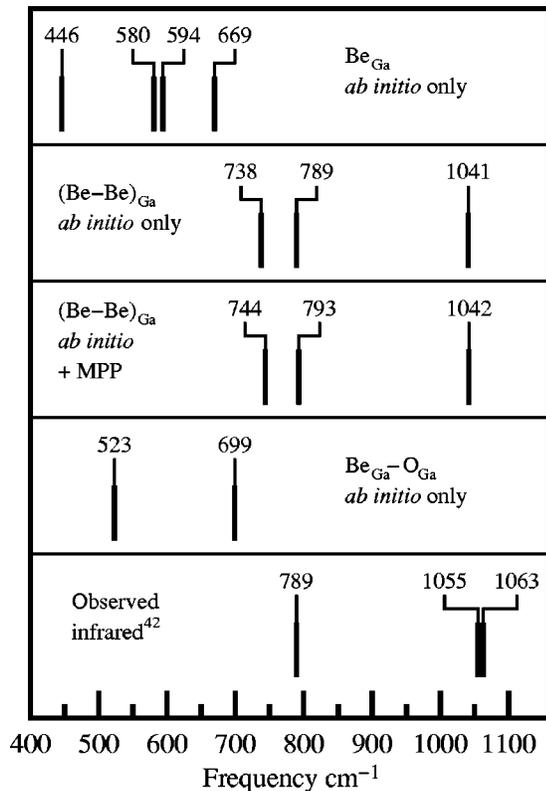 446 580 594 669
Be_Ga
ab initio only
738 789 1041
(Be−Be)_Ga
ab initio only
744 793 1042
(Be−Be)_Ga
ab initio
+ MPP
523 699
Be_Ga−O_Ga
ab initio only
789 1055 1063
Observed
infrared^42
400 500 600 700 800 900 1000 1100
Frequency cm^−1